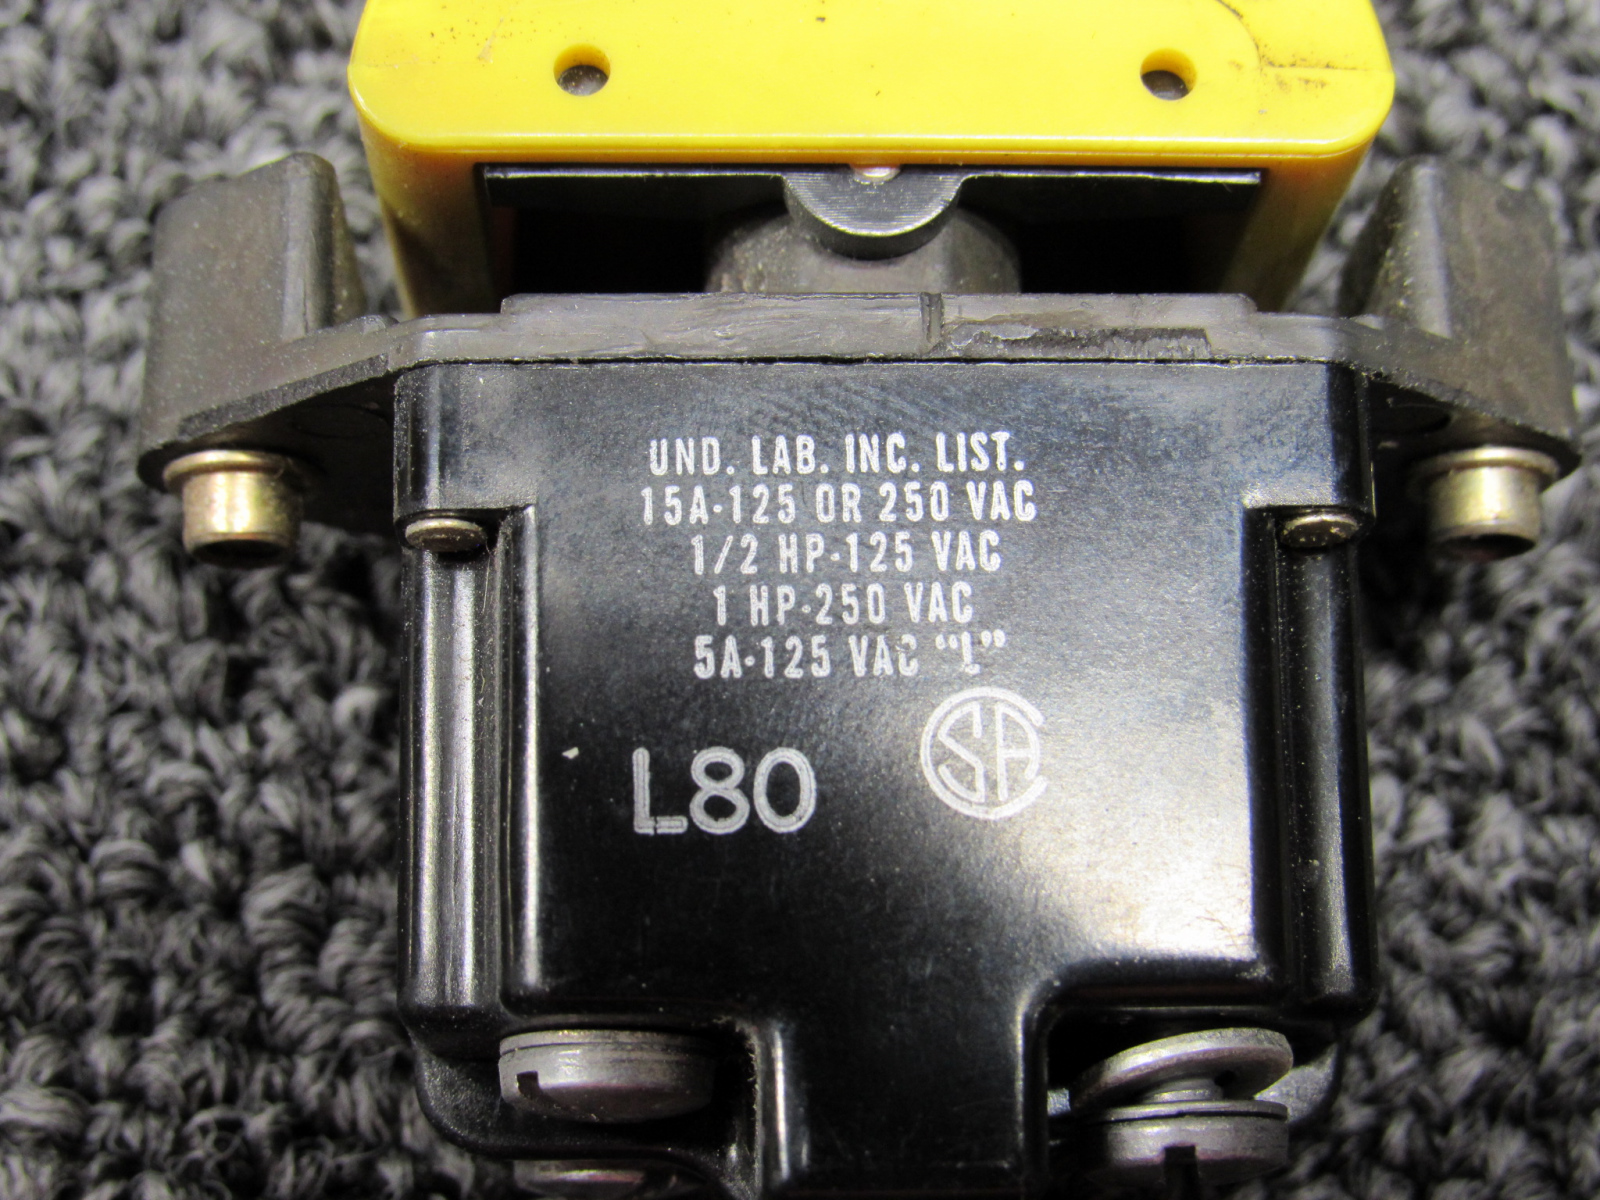 UND. LAB. INC. LIST.
15A-125 OR 250 VAC
1/2 HP-125 VAC
1 HP-250 VAC
5A-125 VAC "L"
L80
SA